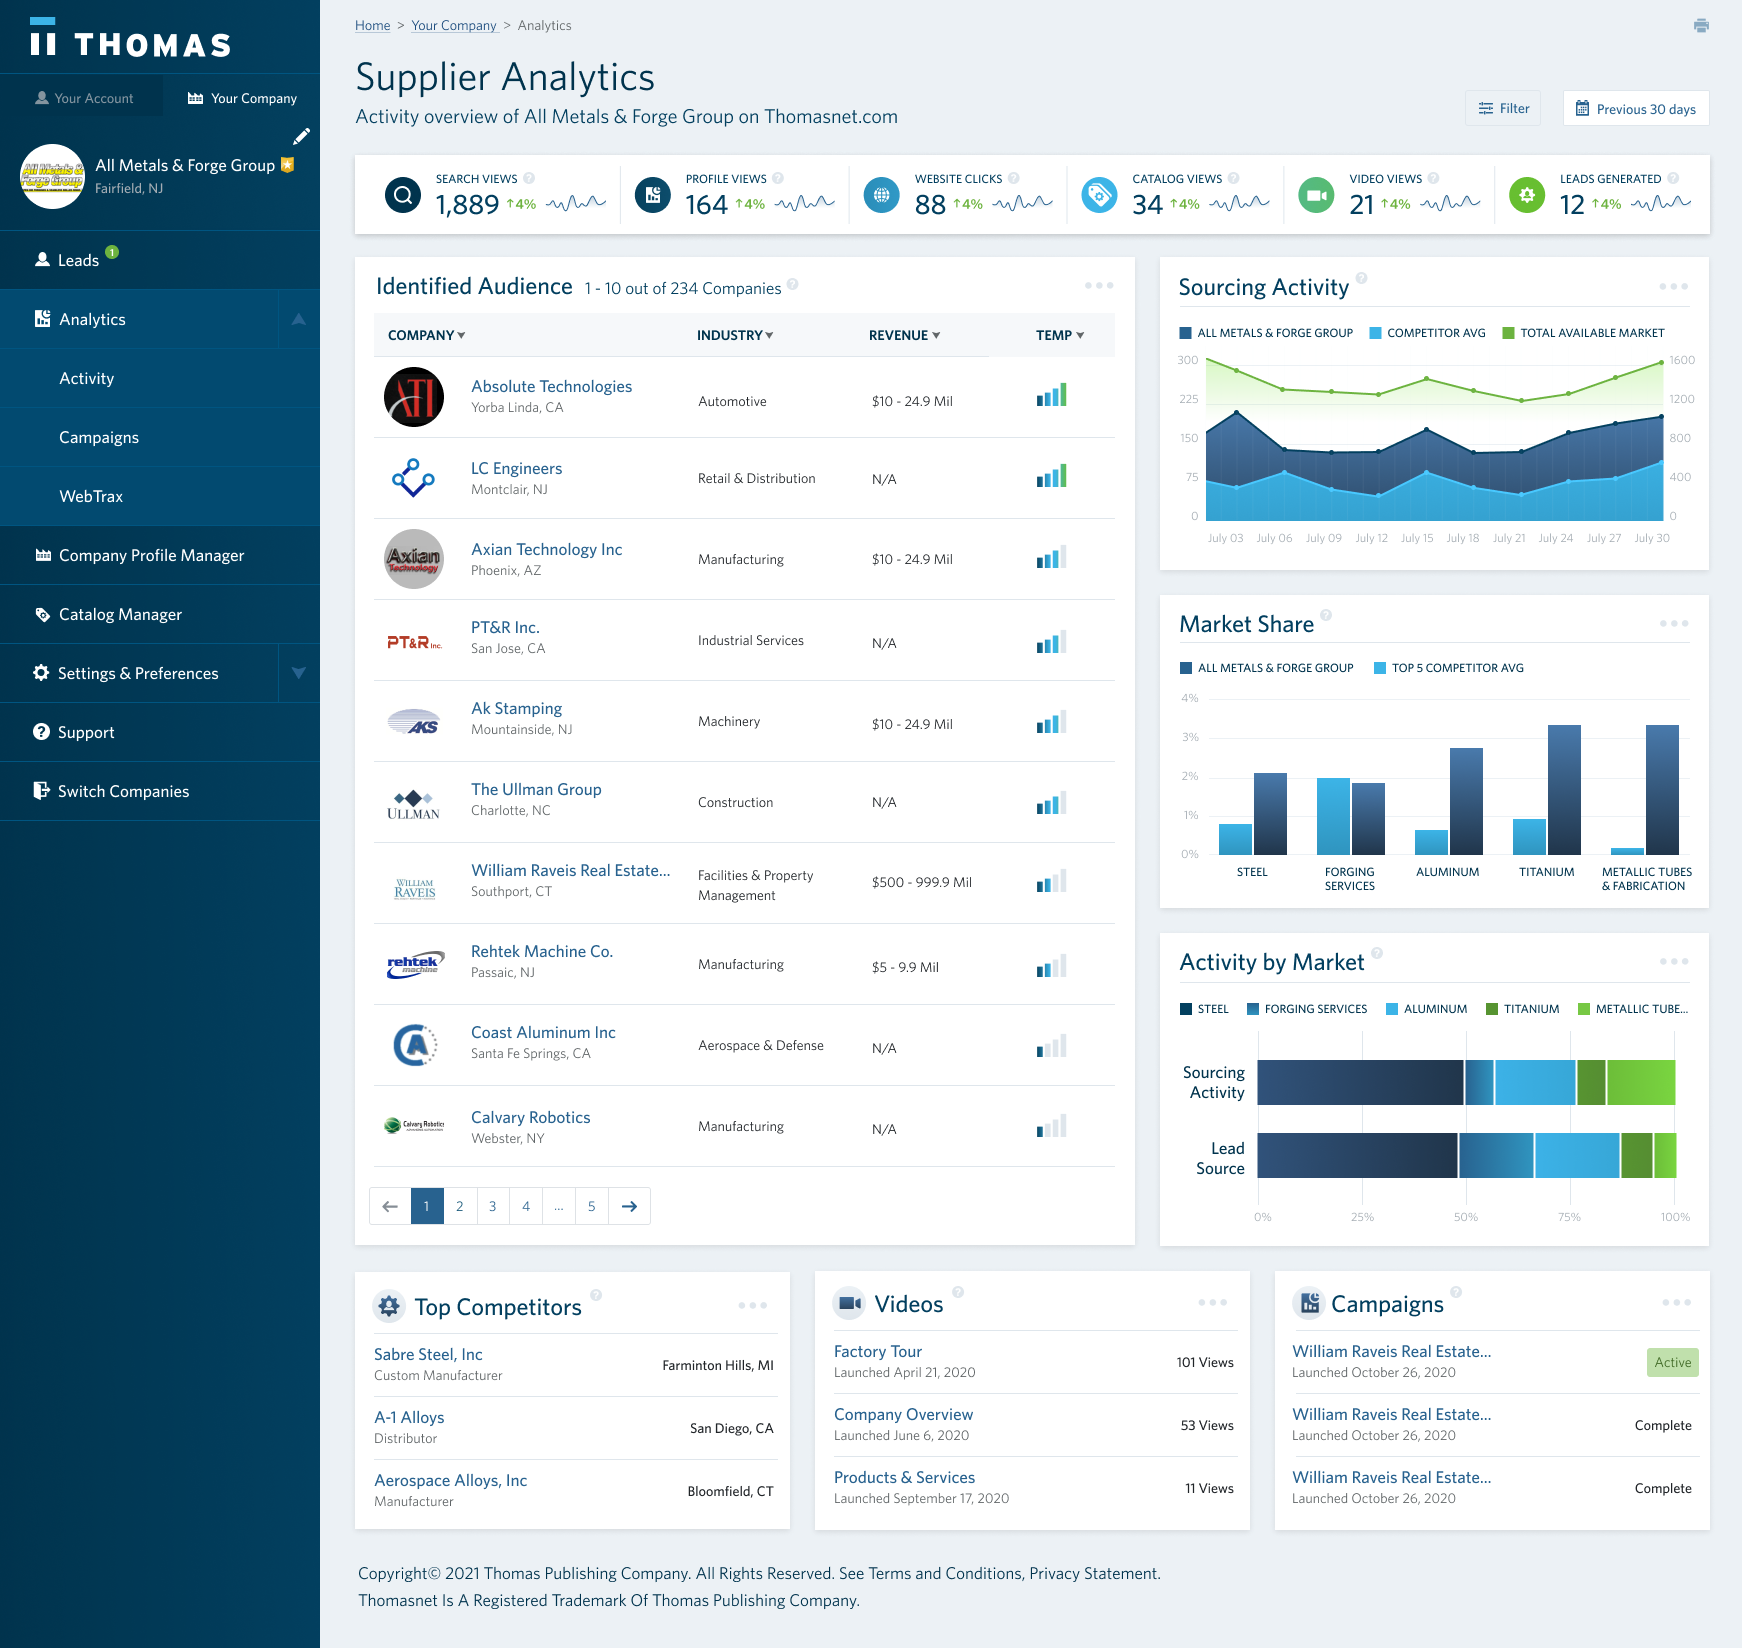 THOMAS
Your Account
Your Company
All Metals & Forge Group
All Metals & Forge Group
Fairfield, NJ
Leads 1
Analytics
Activity
Campaigns
WebTrax
Company Profile Manager
Catalog Manager
Settings & Preferences
Support
Switch Companies
Home > Your Company > Analytics
Supplier Analytics
Activity overview of All Metals & Forge Group on Thomasnet.com
Filter
Previous 30 days
SEARCH VIEWS ?
1,889 ↑4%
PROFILE VIEWS ?
164 ↑4%
WEBSITE CLICKS ?
88 ↑4%
CATALOG VIEWS ?
34 ↑4%
VIDEO VIEWS ?
21 ↑4%
LEADS GENERATED ?
12 ↑4%
Identified Audience 1 - 10 out of 234 Companies ?
COMPANY INDUSTRY REVENUE TEMP
ATI
Absolute Technologies
Yorba Linda, CA
Automotive
$10 - 24.9 Mil
LC Engineers
Montclair, NJ
Retail & Distribution
N/A
Axian
Technology
Axian Technology Inc
Phoenix, AZ
Manufacturing
$10 - 24.9 Mil
PT&R Inc.
PT&R Inc.
San Jose, CA
Industrial Services
N/A
AKS
Ak Stamping
Mountainside, NJ
Machinery
$10 - 24.9 Mil
ULLMAN
The Ullman Group
Charlotte, NC
Construction
N/A
WILLIAM
RAVEIS
William Raveis Real Estate...
Southport, CT
Facilities & Property
Management
$500 - 999.9 Mil
rehtek
machine
Rehtek Machine Co.
Passaic, NJ
Manufacturing
$5 - 9.9 Mil
A
Coast Aluminum Inc
Santa Fe Springs, CA
Aerospace & Defense
N/A
Calvary Robotics
Calvary Robotics
Webster, NY
Manufacturing
N/A
← 1 2 3 4 ... 5 →
Sourcing Activity ?
ALL METALS & FORGE GROUP COMPETITOR AVG TOTAL AVAILABLE MARKET
300 1600
225 1200
150 800
75 400
0 0
July 03 July 06 July 09 July 12 July 15 July 18 July 21 July 24 July 27 July 30
Market Share ?
ALL METALS & FORGE GROUP TOP 5 COMPETITOR AVG
4%
3%
2%
1%
0%
STEEL
FORGING
SERVICES
ALUMINUM
TITANIUM
METALLIC TUBES
& FABRICATION
Activity by Market ?
STEEL FORGING SERVICES ALUMINUM TITANIUM METALLIC TUBE...
Sourcing
Activity
Lead
Source
0% 25% 50% 75% 100%
Top Competitors ?
Sabre Steel, Inc
Custom Manufacturer
Farminton Hills, MI
A-1 Alloys
Distributor
San Diego, CA
Aerospace Alloys, Inc
Manufacturer
Bloomfield, CT
Videos ?
Factory Tour
Launched April 21, 2020
101 Views
Company Overview
Launched June 6, 2020
53 Views
Products & Services
Launched September 17, 2020
11 Views
Campaigns ?
William Raveis Real Estate...
Launched October 26, 2020
Active
William Raveis Real Estate...
Launched October 26, 2020
Complete
William Raveis Real Estate...
Launched October 26, 2020
Complete
Copyright© 2021 Thomas Publishing Company. All Rights Reserved. See Terms and Conditions, Privacy Statement.
Thomasnet Is A Registered Trademark Of Thomas Publishing Company.